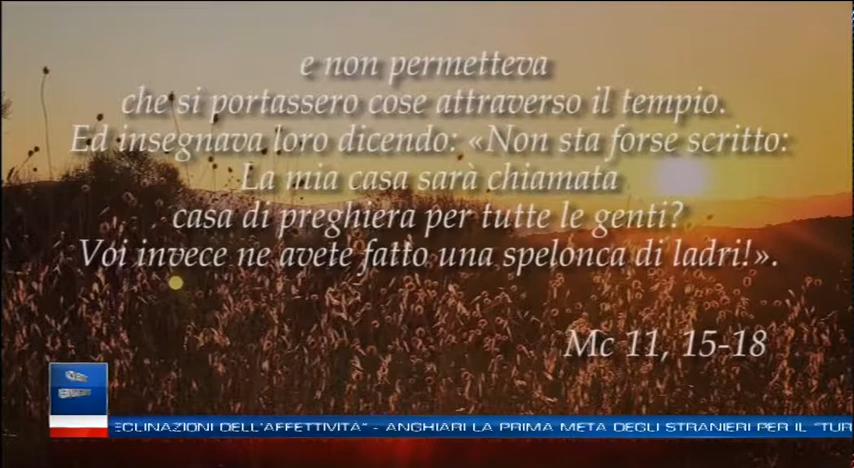 e non permetteva
che si portassero cose attraverso il tempio.
Ed insegnava loro dicendo: «Non sta forse scritto:
La mia casa sarà chiamata
casa di preghiera per tutte le genti?
Voi invece ne avete fatto una spelonca di ladri!».
Mc 11, 15-18
ECLINAZIONI DELL'AFFETTIVITÀ" - ANGHIARI LA PRIMA META DEGLI STRANIERI PER IL "TUR